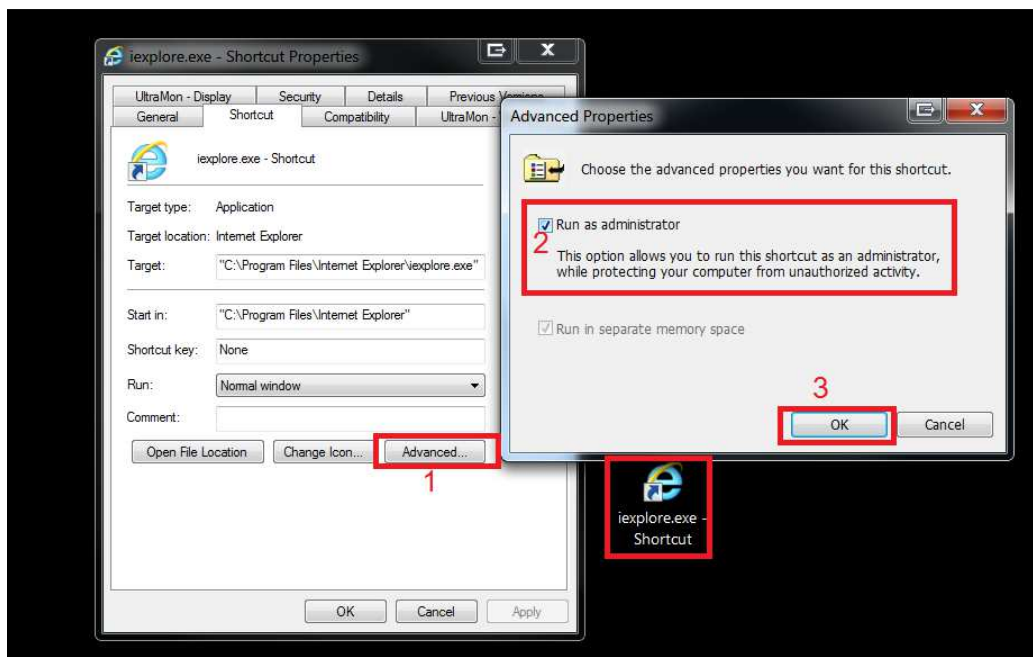 iexplore.exe - Shortcut Properties
UltraMon - Display
Security
Details
Previous Versions
General
Shortcut
Compatibility
UltraMon -
iexplore.exe - Shortcut
Target type:
Application
Target location:
Internet Explorer
Target:
"C:\Program Files\Internet Explorer\iexplore.exe"
Start in:
"C:\Program Files\Internet Explorer"
Shortcut key:
None
Run:
Normal window
Comment:
Open File Location
Change Icon...
Advanced...
1
OK
Cancel
Apply
Advanced Properties
Choose the advanced properties you want for this shortcut.
Run as administrator
2
This option allows you to run this shortcut as an administrator,
while protecting your computer from unauthorized activity.
Run in separate memory space
3
OK
Cancel
iexplore.exe -
Shortcut